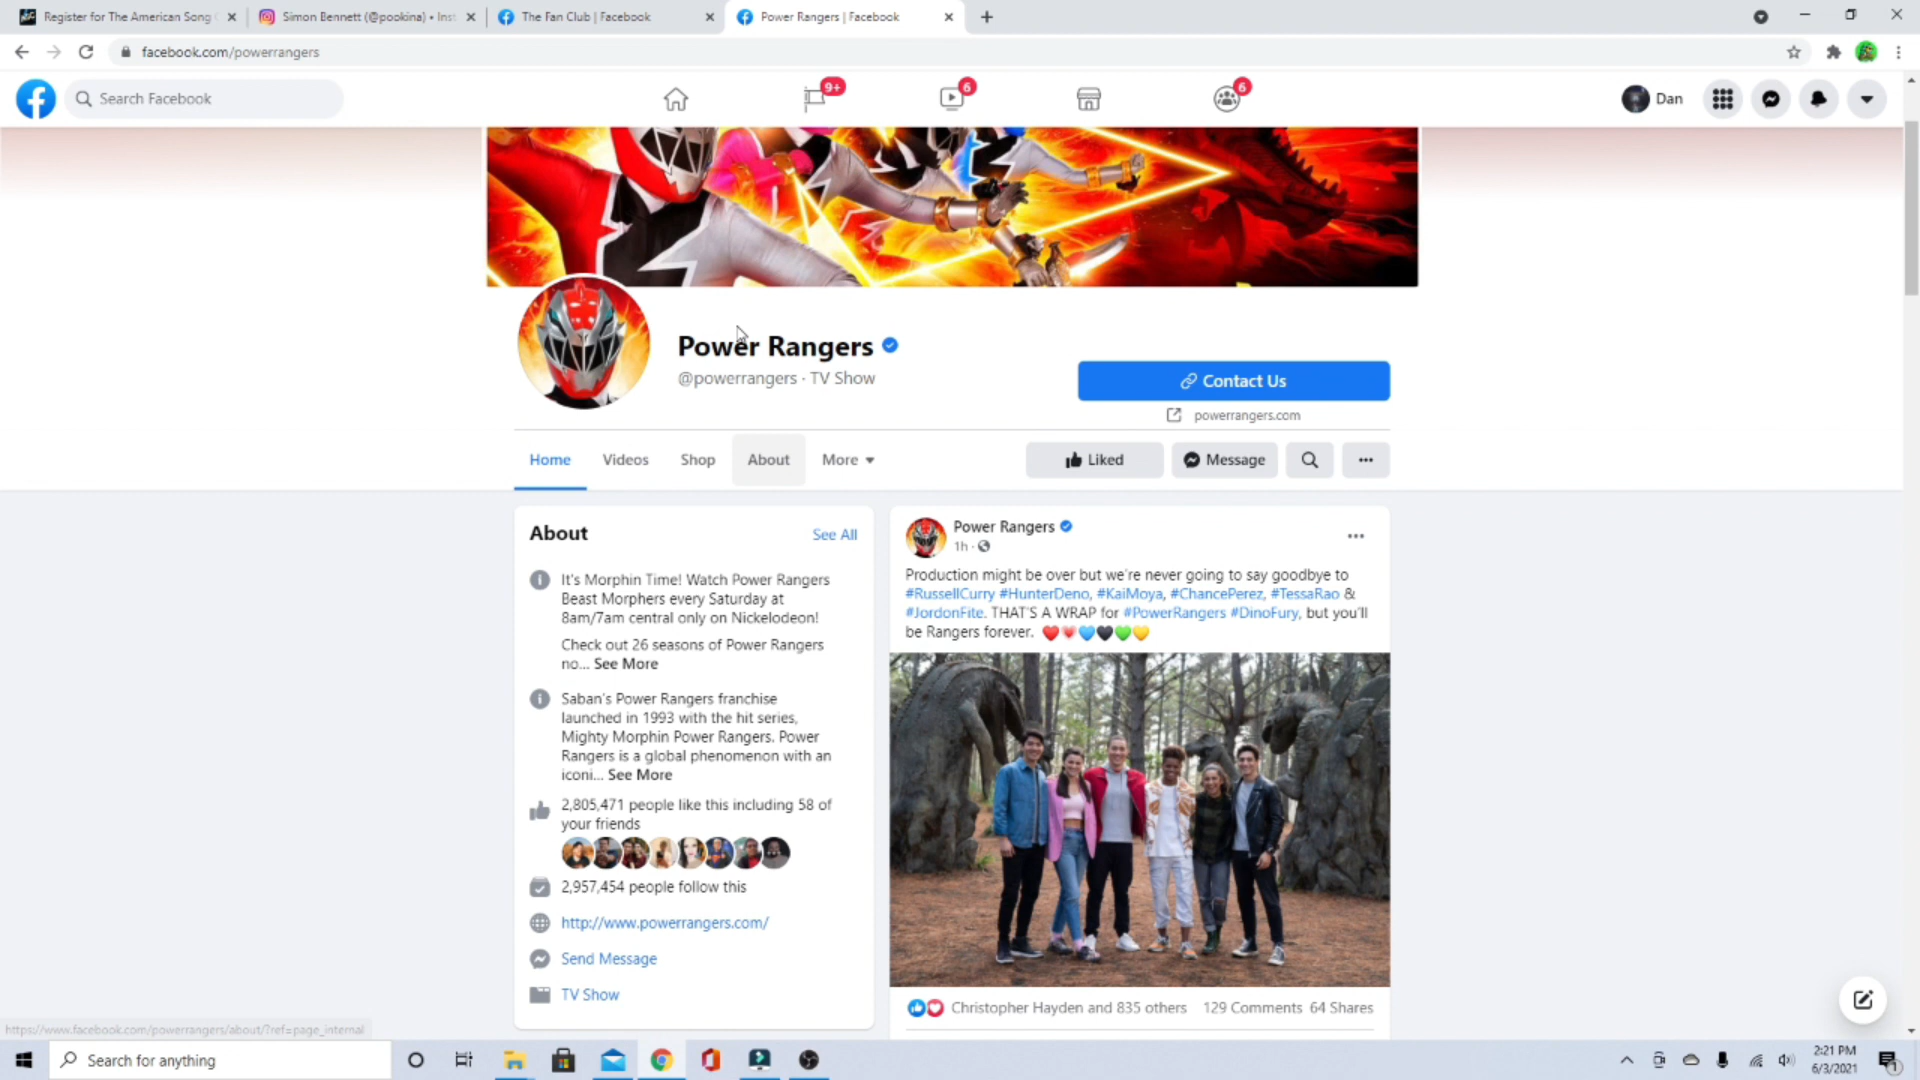 Register for The American Song
Simon Bennett (@pookina) • Inst
The Fan Club | Facebook
Power Rangers | Facebook
facebook.com/powerrangers
Search Facebook
9+
6
6
Dan
Power Rangers
@powerrangers · TV Show
Contact Us
powerrangers.com
Home
Videos
Shop
About
More
Liked
Message
About
See All
It's Morphin Time! Watch Power Rangers
Beast Morphers every Saturday at
8am/7am central only on Nickelodeon!
Check out 26 seasons of Power Rangers
no... See More
Saban's Power Rangers franchise
launched in 1993 with the hit series,
Mighty Morphin Power Rangers. Power
Rangers is a global phenomenon with an
iconi... See More
2,805,471 people like this including 58 of
your friends
2,957,454 people follow this
http://www.powerrangers.com/
Send Message
TV Show
Power Rangers
1h ·
Production might be over but we're never going to say goodbye to
#RussellCurry #HunterDeno, #KaiMoya, #ChancePerez, #TessaRao &
#JordonFite. THAT'S A WRAP for #PowerRangers #DinoFury, but you'll
be Rangers forever. ❤️💗💙🖤💚💛
Christopher Hayden and 835 others
129 Comments 64 Shares
https://www.facebook.com/powerrangers/about/?ref=page_internal
Search for anything
2:21 PM
6/3/2021
1